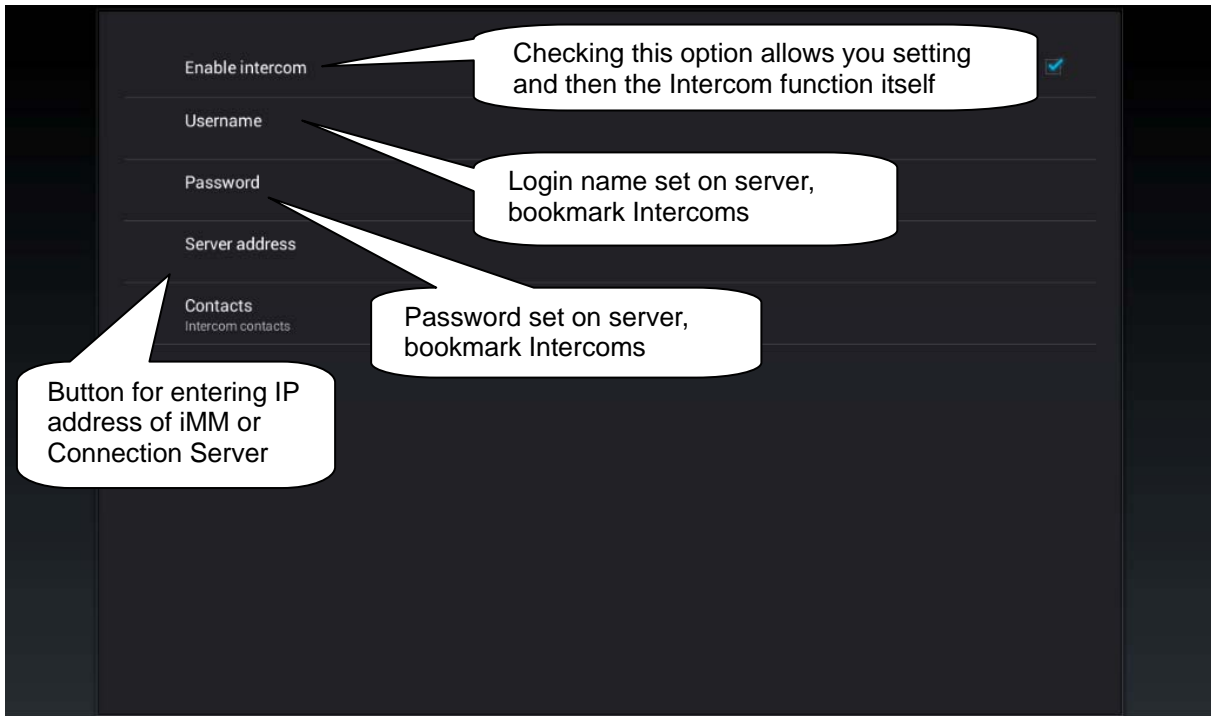 Enable intercom
Checking this option allows you setting
and then the Intercom function itself
Username
Login name set on server,
bookmark Intercoms
Password
Server address
Contacts
Intercom contacts
Password set on server,
bookmark Intercoms
Button for entering IP
address of iMM or
Connection Server